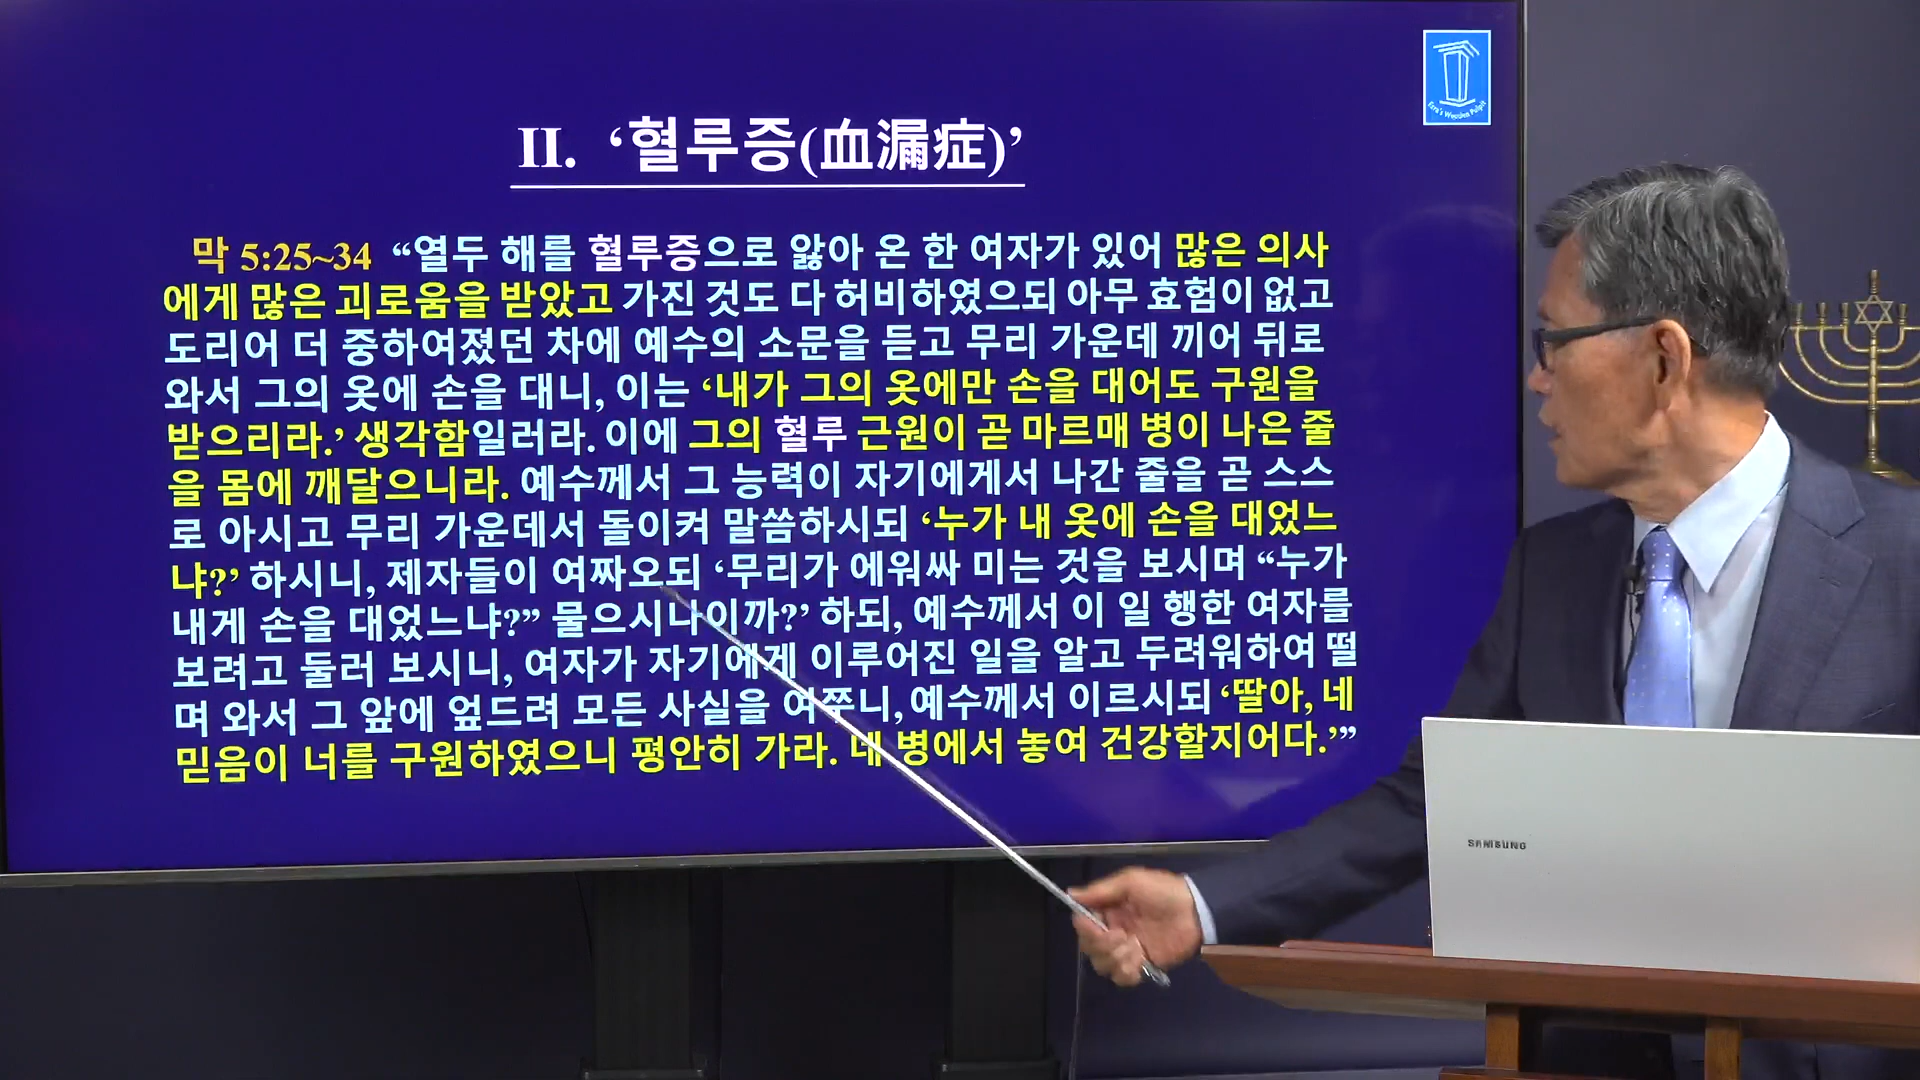 II. ‘혈루증(血漏症)’
막 5:25~34 “열두 해를 혈루증으로 앓아 온 한 여자가 있어 많은 의사
에게 많은 괴로움을 받았고 가진 것도 다 허비하였으되 아무 효험이 없고
도리어 더 중하여졌던 차에 예수의 소문을 듣고 무리 가운데 끼어 뒤로
와서 그의 옷에 손을 대니, 이는 ‘내가 그의 옷에만 손을 대어도 구원을
받으리라.’ 생각함일러라. 이에 그의 혈루 근원이 곧 마르매 병이 나은 줄
을 몸에 깨달으니라. 예수께서 그 능력이 자기에게서 나간 줄을 곧 스스
로 아시고 무리 가운데서 돌이켜 말씀하시되 ‘누가 내 옷에 손을 대었느
냐?’ 하시니, 제자들이 여짜오되 ‘무리가 에워싸 미는 것을 보시며 “누가
내게 손을 대었느냐?” 물으시나이까?’ 하되, 예수께서 이 일 행한 여자를
보려고 둘러 보시니, 여자가 자기에게 이루어진 일을 알고 두려워하여 떨
며 와서 그 앞에 엎드려 모든 사실을 여쭈니, 예수께서 이르시되 ‘딸아, 네
믿음이 너를 구원하였으니 평안히 가라. 네 병에서 놓여 건강할지어다.’”
Ezra's Wooden Pulpit
SAMSUNG